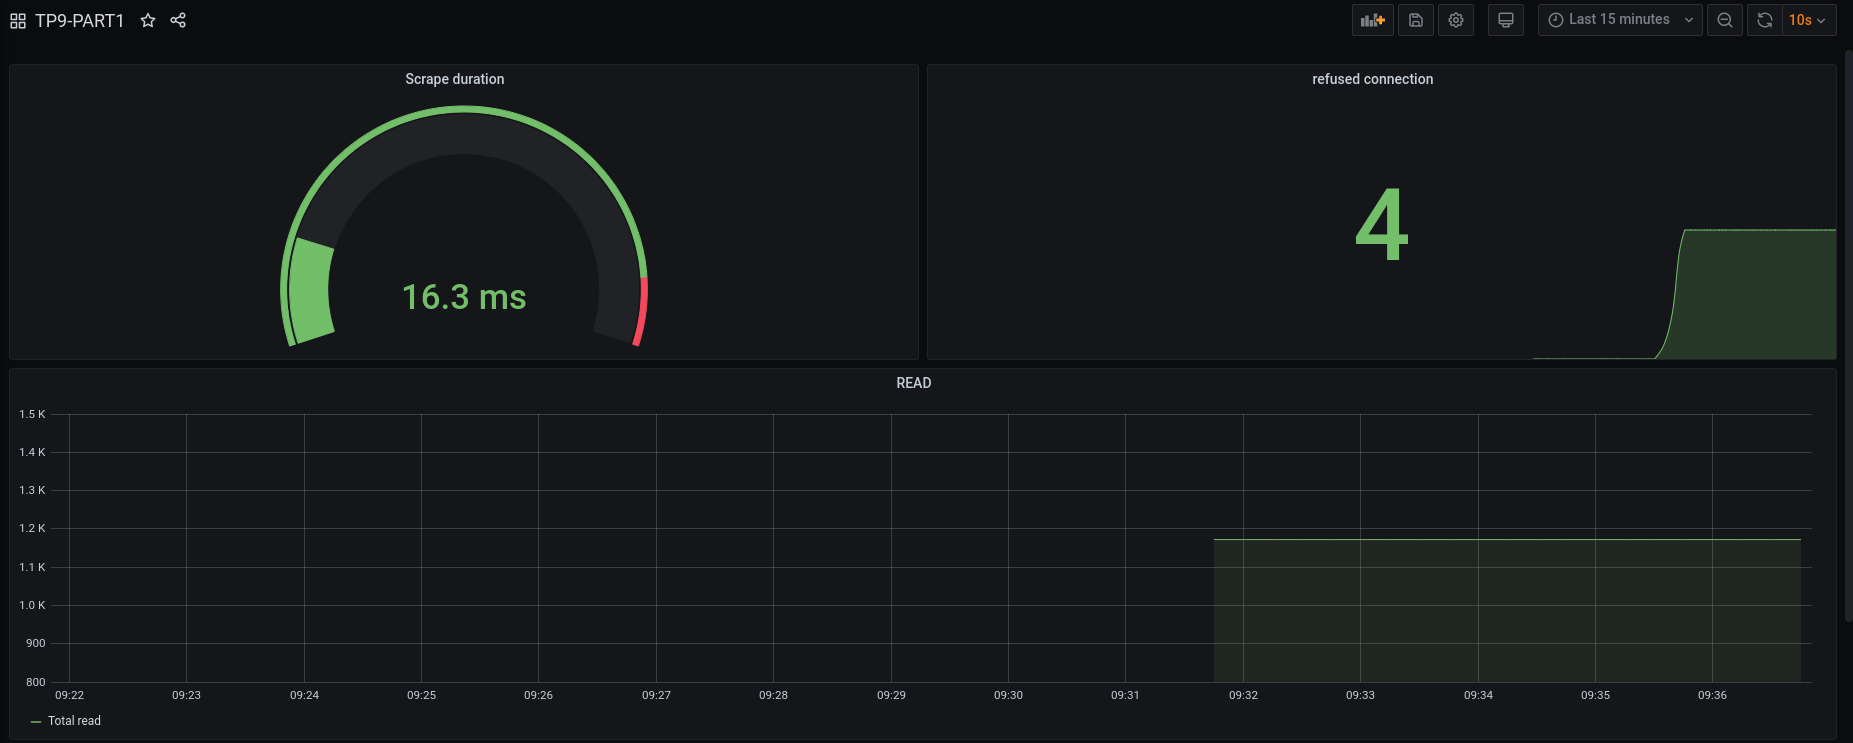 TP9-PART1
Last 15 minutes
10s
Scrape duration
16.3 ms
refused connection
4
READ
1.5 K
1.4 K
1.3 K
1.2 K
1.1 K
1.0 K
900
800
09:22 09:23 09:24 09:25 09:26 09:27 09:28 09:29 09:30 09:31 09:32 09:33 09:34 09:35 09:36
Total read